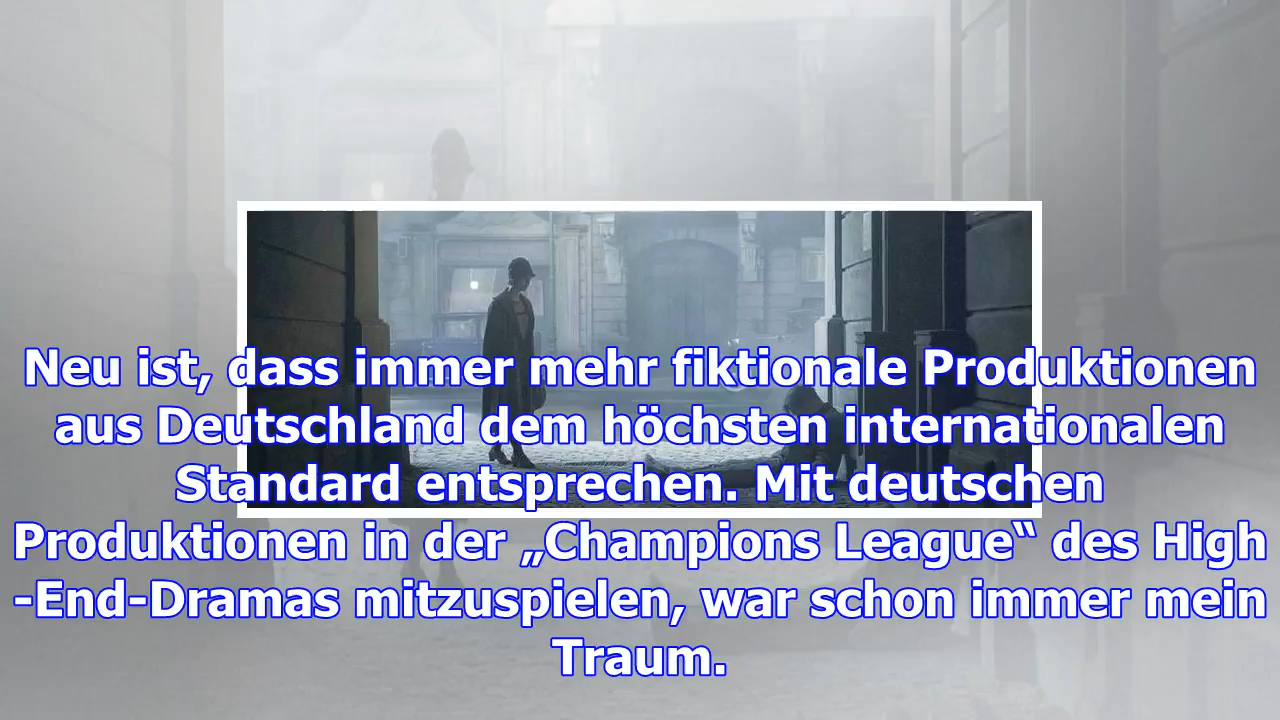 Neu ist, dass immer mehr fiktionale Produktionen
aus Deutschland dem höchsten internationalen
Standard entsprechen. Mit deutschen
Produktionen in der „Champions League“ des High
-End-Dramas mitzuspielen, war schon immer mein
Traum.